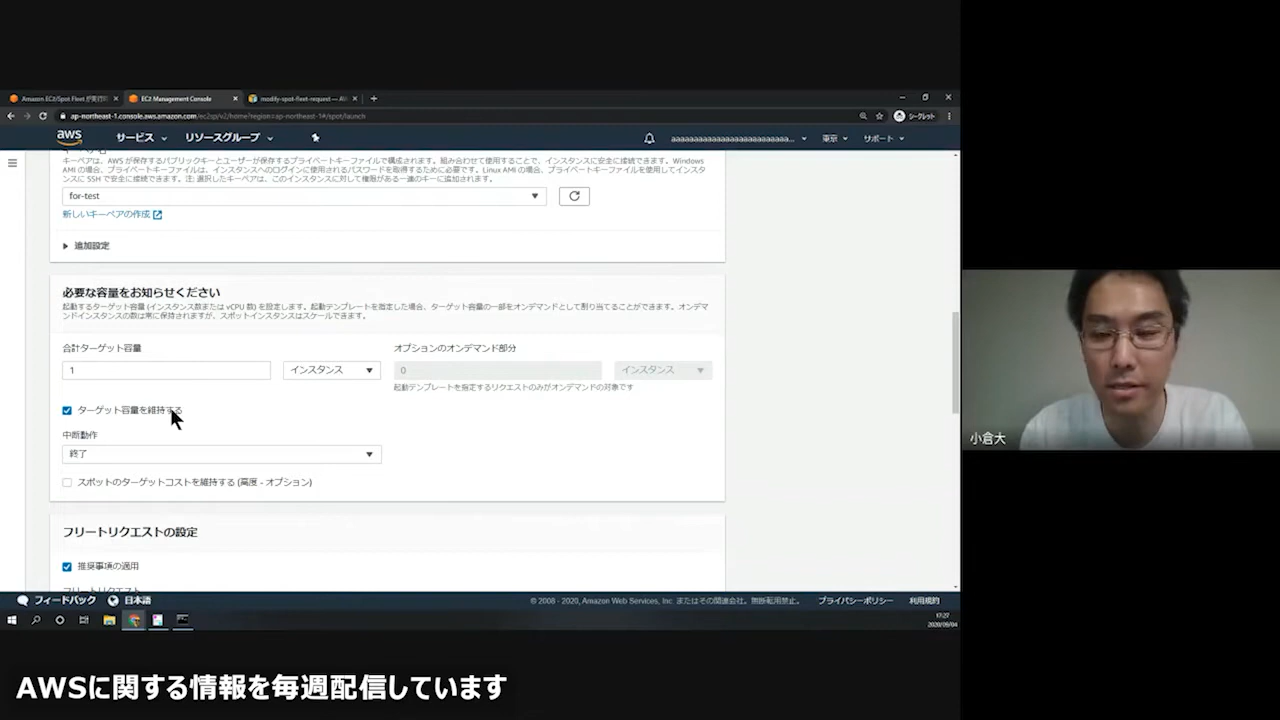 Amazon EC2/Spot Fleet が実行
EC2 Management Console
modify-spot-fleet-request — AW
ap-northeast-1.console.aws.amazon.com/ec2sp/v2/home?region=ap-northeast-1#/spot/launch
シークレット
aws
サービス
リソースグループ
aaaaaaaaaaaaaaaaaaaaaaaaaa...
東京
サポート
キーペアは、AWS が保存するパブリックキーとユーザーが保存するプライベートキーファイルで構成されます。組み合わせて使用することで、インスタンスに安全に接続できます。Windows
AMI の場合、プライベートキーファイルは、インスタンスへのログインに使用されるパスワードを取得するために必要です。Linux AMI の場合、プライベートキーファイルを使用してインスタ
ンスに SSH で安全に接続できます。注: 選択したキーペアは、このインスタンスに対して権限がある一連のキーに追加されます。
for-test
新しいキーペアの作成
追加設定
必要な容量をお知らせください
起動するターゲット容量 (インスタンス数または vCPU 数) を設定します。起動テンプレートを指定した場合、ターゲット容量の一部をオンデマンドとして割り当てることができます。オンデ
マンドインスタンスの数は常に保持されますが、スポットインスタンスはスケールできます。
合計ターゲット容量
オプションのオンデマンド部分
1
インスタンス
0
インスタンス
起動テンプレートを指定するリクエストのみがオンデマンドの対象です
ターゲット容量を維持する
中断動作
終了
スポットのターゲットコストを維持する (高度 - オプション)
フリートリクエストの設定
推奨事項の適用
フリートリクエスト
フィードバック
日本語
© 2008 - 2020, Amazon Web Services, Inc. またはその関連会社。無断転用禁止。
プライバシーポリシー
利用規約
17:27
2020/09/04
小倉大
AWSに関する情報を毎週配信しています